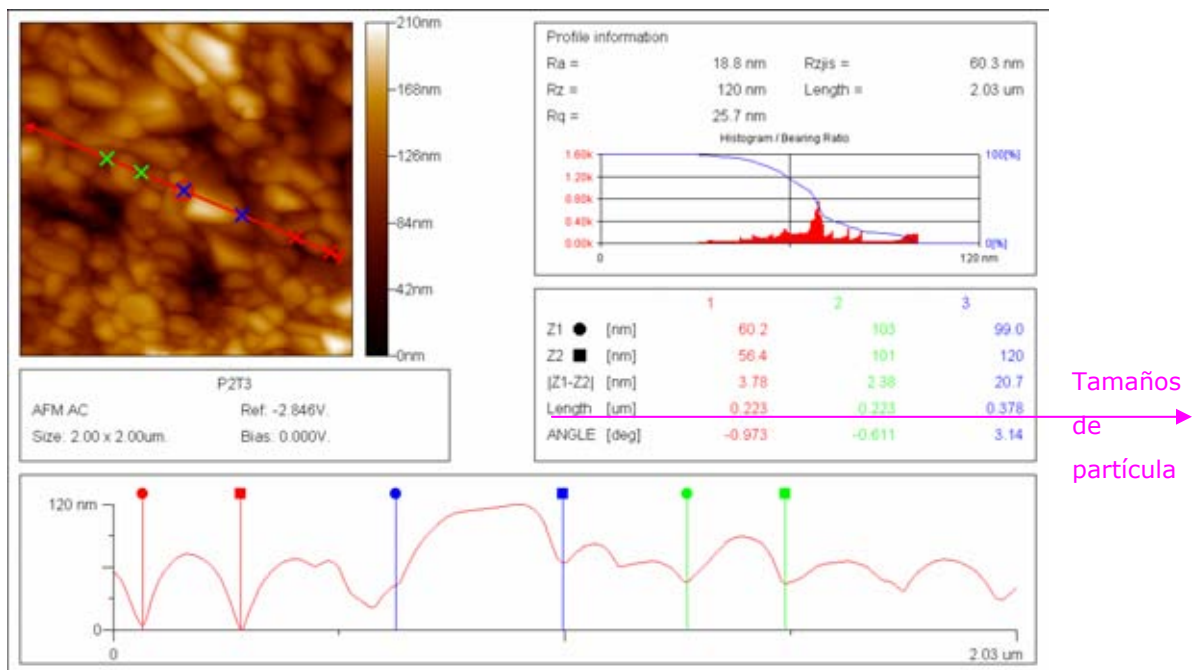 210nm
168nm
126nm
84nm
42nm
0nm
P2T3
AFM AC Ref: -2.846V.
Size: 2.00 x 2.00um. Bias: 0.000V.
Profile information
Ra = 18.8 nm Rzjis = 60.3 nm
Rz = 120 nm Length = 2.03 um
Rq = 25.7 nm
Histogram / Bearing Ratio
1.60k 100[%]
1.20k
0.80k
0.40k
0.00k 0[%]
0 120 nm
1 2 3
Z1 ● [nm] 60.2 103 99.0
Z2 ■ [nm] 56.4 101 120
|Z1-Z2| [nm] 3.78 2.38 20.7
Length [um] 0.223 0.223 0.378
ANGLE [deg] -0.973 -0.611 3.14
Tamaños
de
partícula
120 nm
0
0 2.03 um